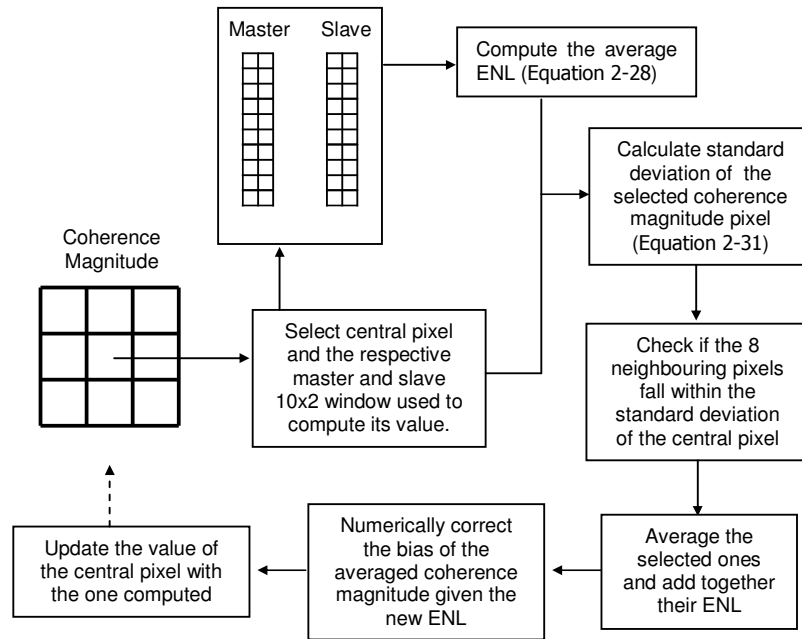 Master Slave
Compute the average
ENL (Equation 2-28)
Calculate standard
deviation of the
selected coherence
magnitude pixel
(Equation 2-31)
Coherence
Magnitude
Select central pixel
and the respective
master and slave
10x2 window used to
compute its value.
Check if the 8
neighbouring pixels
fall within the
standard deviation
of the central pixel
Average the
selected ones
and add together
their ENL
Numerically correct
the bias of the
averaged coherence
magnitude given the
new ENL
Update the value of
the central pixel with
the one computed